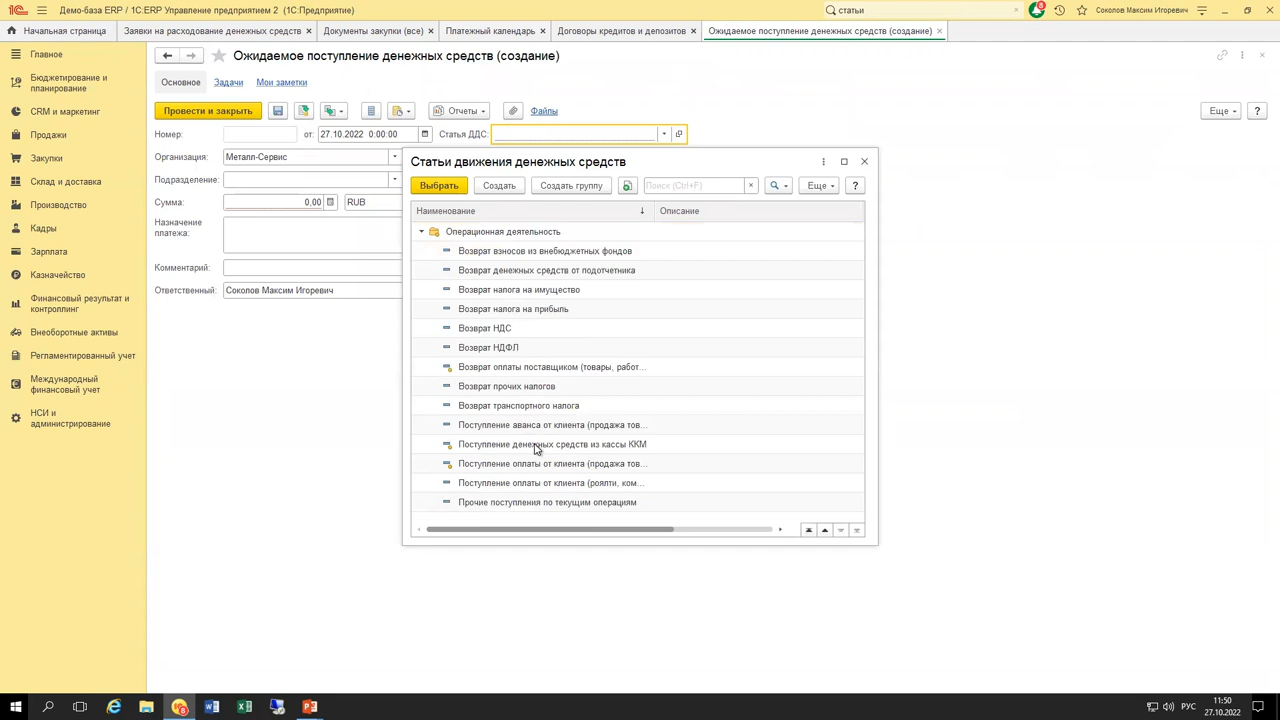 Демо-база ERP / 1С:ERP Управление предприятием 2 (1С:Предприятие)
статьи
8
Соколов Максим Игоревич
Начальная страница
Заявки на расходование денежных средств ×
Документы закупки (все) ×
Платежный календарь ×
Договоры кредитов и депозитов ×
Ожидаемое поступление денежных средств (создание) ×
Главное
Бюджетирование и
планирование
CRM и маркетинг
Продажи
Закупки
Склад и доставка
Производство
Кадры
Зарплата
Казначейство
Финансовый результат и
контроллинг
Внеоборотные активы
Регламентированный учет
Международный
финансовый учет
НСИ и
администрирование
Ожидаемое поступление денежных средств (создание)
Основное Задачи Мои заметки
Провести и закрыть Отчеты Файлы Еще ?
Номер: от: 27.10.2022 0:00:00 Статья ДДС:
Организация: Металл-Сервис
Подразделение:
Сумма: 0,00 RUB
Назначение
платежа:
Комментарий:
Ответственный: Соколов Максим Игоревич
Статьи движения денежных средств
Выбрать Создать Создать группу Поиск (Ctrl+F) × Еще ?
Наименование ↓ Описание
Операционная деятельность
Возврат взносов из внебюджетных фондов
Возврат денежных средств от подотчетника
Возврат налога на имущество
Возврат налога на прибыль
Возврат НДС
Возврат НДФЛ
Возврат оплаты поставщиком (товары, работ...
Возврат прочих налогов
Возврат транспортного налога
Поступление аванса от клиента (продажа тов...
Поступление денежных средств из кассы ККМ
Поступление оплаты от клиента (продажа тов...
Поступление оплаты от клиента (роялти, ком...
Прочие поступления по текущим операциям
РУС
11:50
27.10.2022